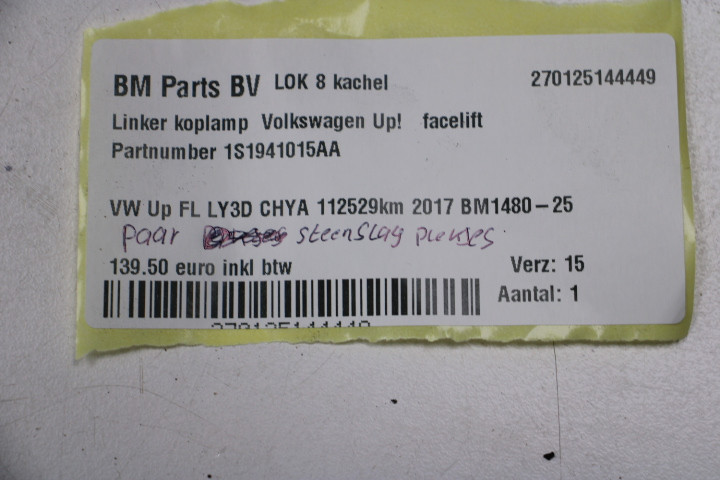 BM Parts BV LOK 8 kachel 270125144449
Linker koplamp Volkswagen Up! facelift
Partnumber 1S1941015AA
VW Up FL LY3D CHYA 112529km 2017 BM1480-25
paar steenslag plekjes
139.50 euro inkl btw Verz: 15
Aantal: 1
270125144449